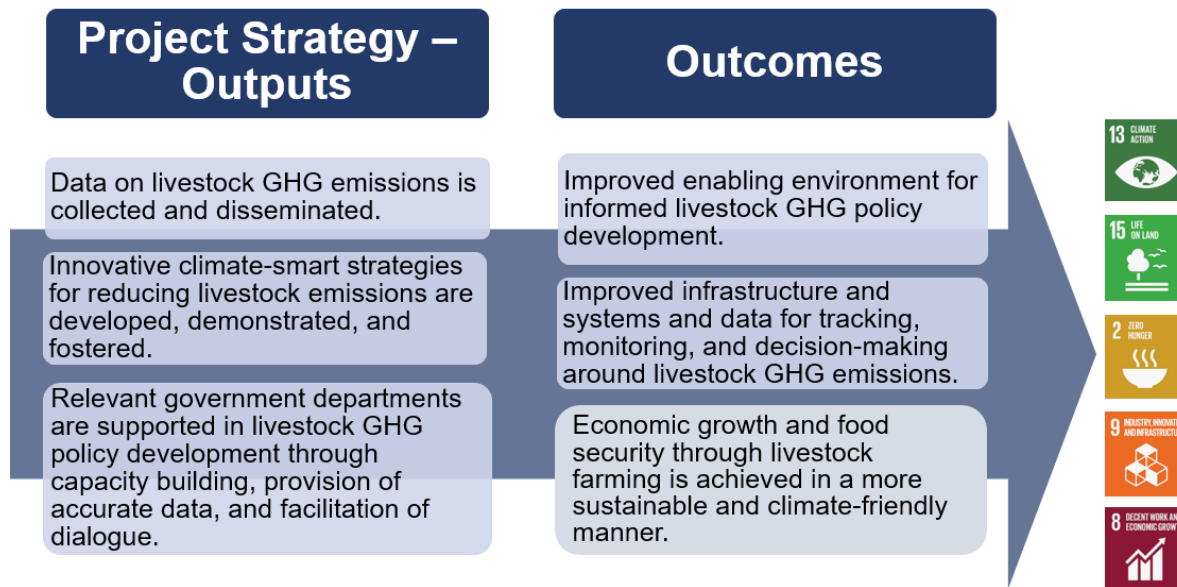 Project Strategy –
Outputs
Data on livestock GHG emissions is
collected and disseminated.
Innovative climate-smart strategies
for reducing livestock emissions are
developed, demonstrated, and
fostered.
Relevant government departments
are supported in livestock GHG
policy development through
capacity building, provision of
accurate data, and facilitation of
dialogue.
Outcomes
Improved enabling environment for
informed livestock GHG policy
development.
Improved infrastructure and
systems and data for tracking,
monitoring, and decision-making
around livestock GHG emissions.
Economic growth and food
security through livestock
farming is achieved in a more
sustainable and climate-friendly
manner.
13 CLIMATE
ACTION
15 LIFE
ON LAND
2 ZERO
HUNGER
9 INDUSTRY, INNOVAT
AND INFRASTRUCTU
8 DECENT WORK AN
ECONOMIC GROW